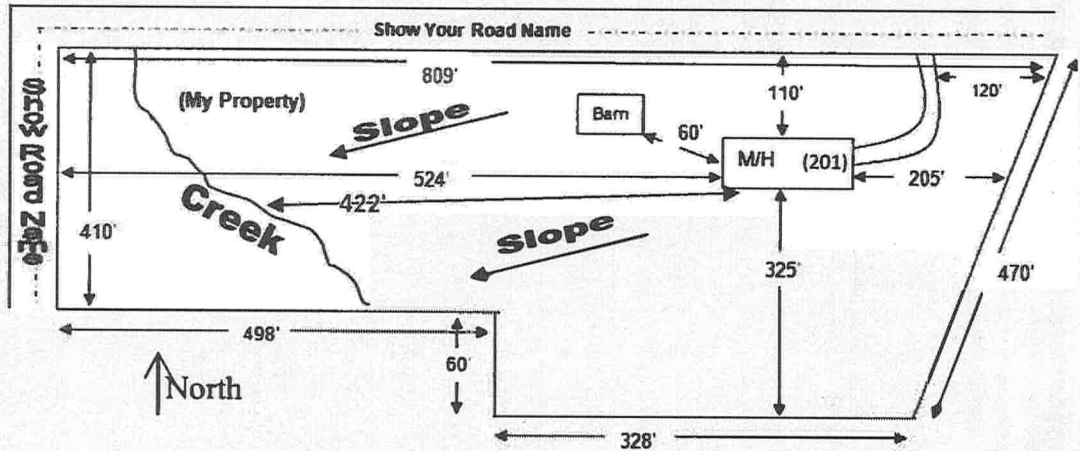 Show Your Road Name
809'
120'
110'
(My Property)
Slope
Barn
60'
M/H (201)
Show Road Name
524'
205'
422'
Creek
410'
Slope
325'
470'
498'
60'
North
328'